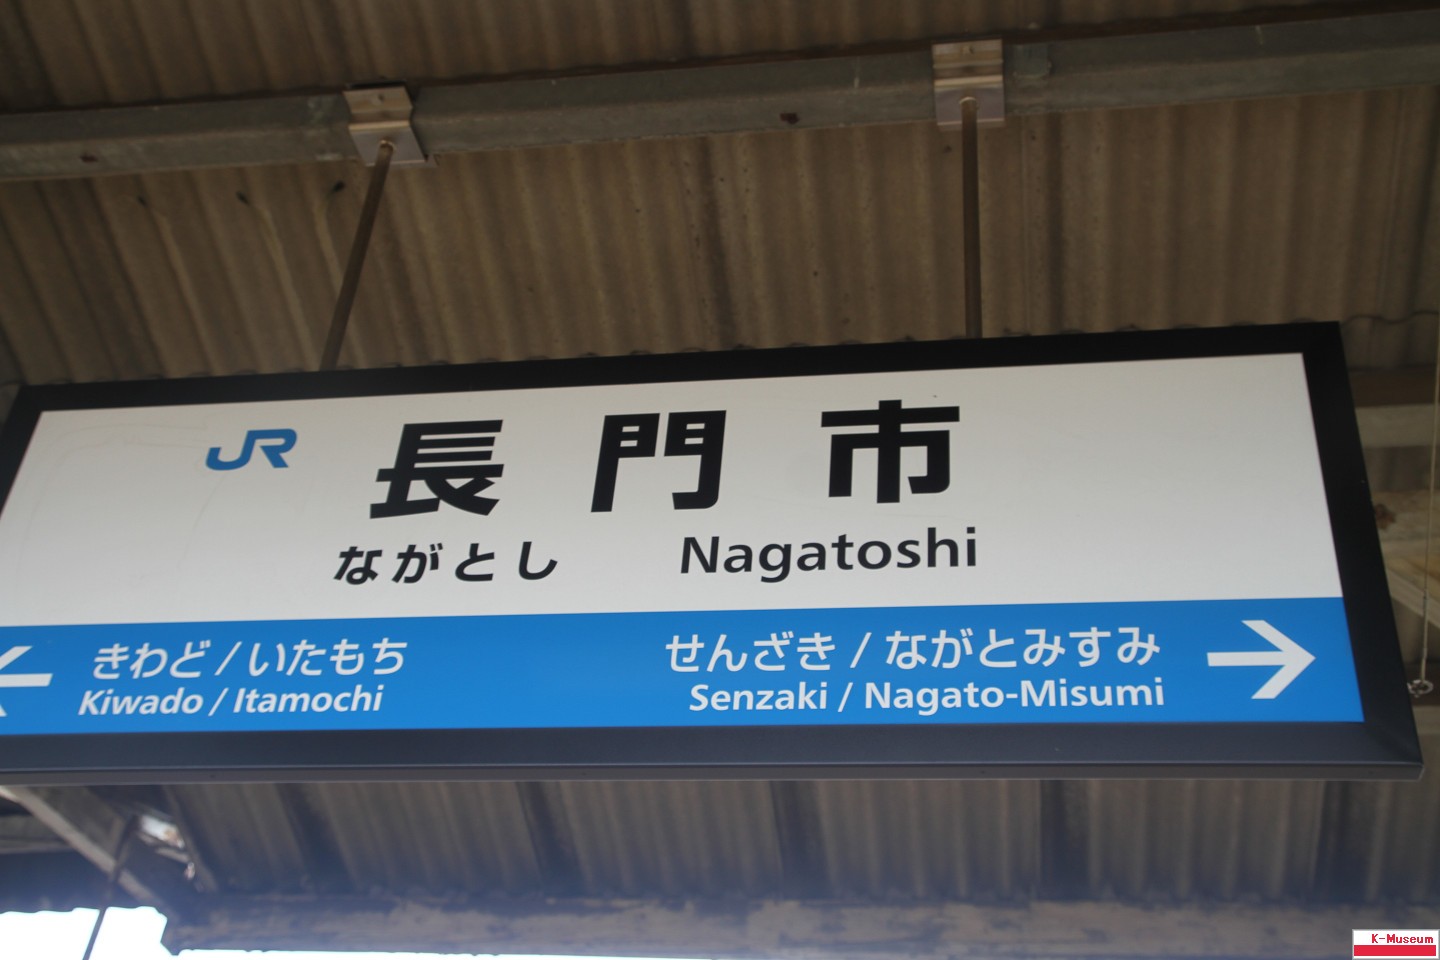 JR 長門市
ながとし Nagatoshi
きわど/いたもち
Kiwado / Itamochi
せんざき/ながとみすみ
Senzaki / Nagato-Misumi
K-Museum